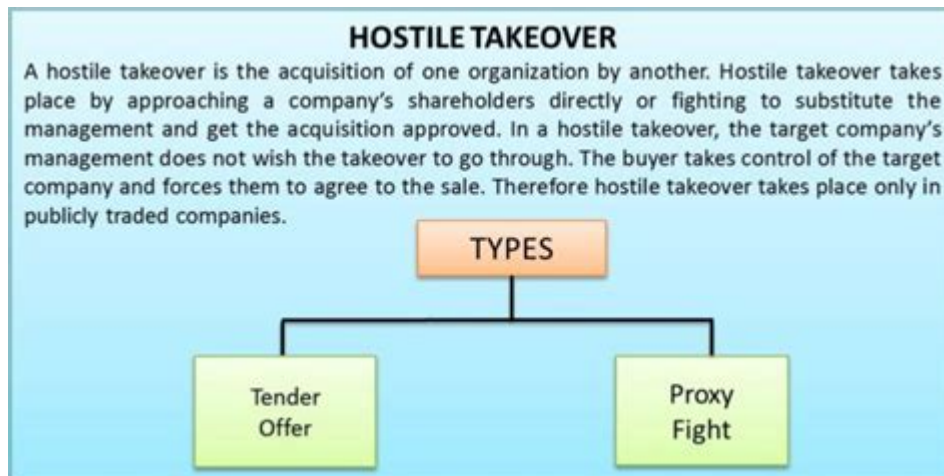 HOSTILE TAKEOVER
A hostile takeover is the acquisition of one organization by another. Hostile takeover takes
place by approaching a company's shareholders directly or fighting to substitute the
management and get the acquisition approved. In a hostile takeover, the target company's
management does not wish the takeover to go through. The buyer takes control of the target
company and forces them to agree to the sale. Therefore hostile takeover takes place only in
publicly traded companies.
TYPES
Tender
Offer
Proxy
Fight